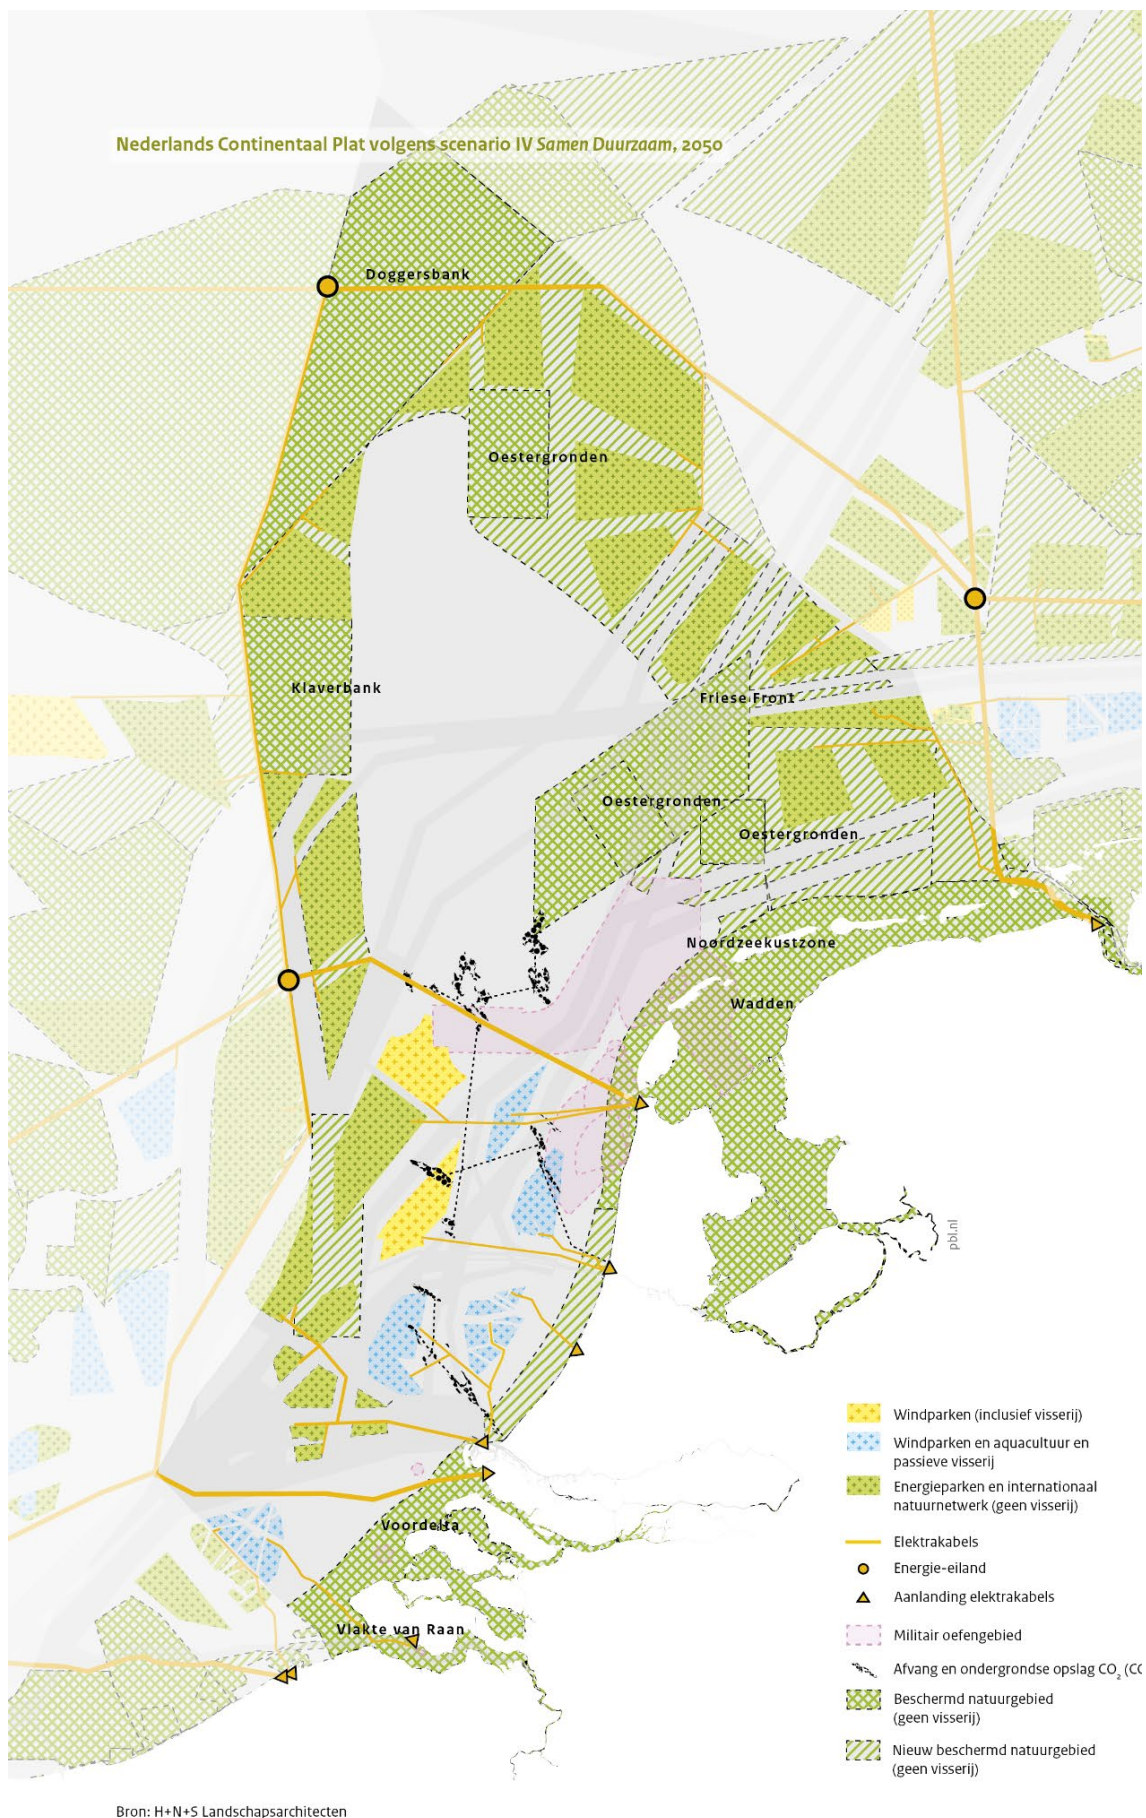 Nederlands Continentaal Plat volgens scenario IV Samen Duurzaam, 2050
Doggersbank
Oestergronden
Klaverbank
Friese Front
Oestergronden
Oestergronden
Noordzeekustzone
Wadden
pbl.nl
Voordelta
Vlakte van Raan
Windparken (inclusief visserij)
Windparken en aquacultuur en
passieve visserij
Energieparken en internationaal
natuurnetwerk (geen visserij)
Elektrakabels
Energie-eiland
Aanlanding elektrakabels
Militair oefengebied
Afvang en ondergrondse opslag CO₂ (CC
Beschermd natuurgebied
(geen visserij)
Nieuw beschermd natuurgebied
(geen visserij)
Bron: H+N+S Landschapsarchitecten